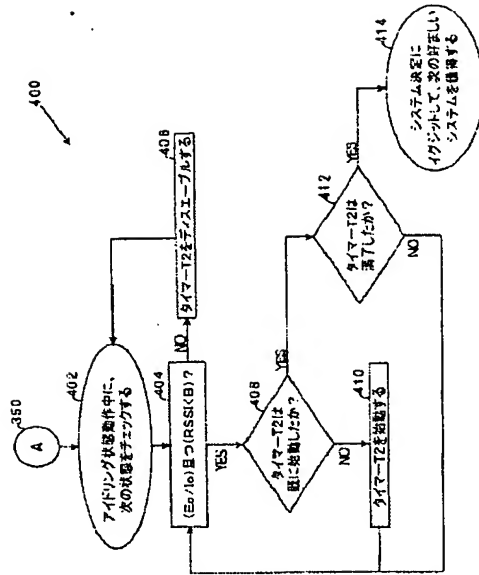 400
350
A
402
アイドリング状態動作中に、
次の状態をチェックする
404
(Eo/Io)且つ(RSSI<B)?
NO
406
タイマーT2をディスエーブルする
YES
408
タイマーT2は
既に始動したか?
NO
410
タイマーT2を始動する
YES
412
タイマーT2は
満了したか?
NO
YES
414
システム決定に
イグジットして、次の好ましい
システムを獲得する